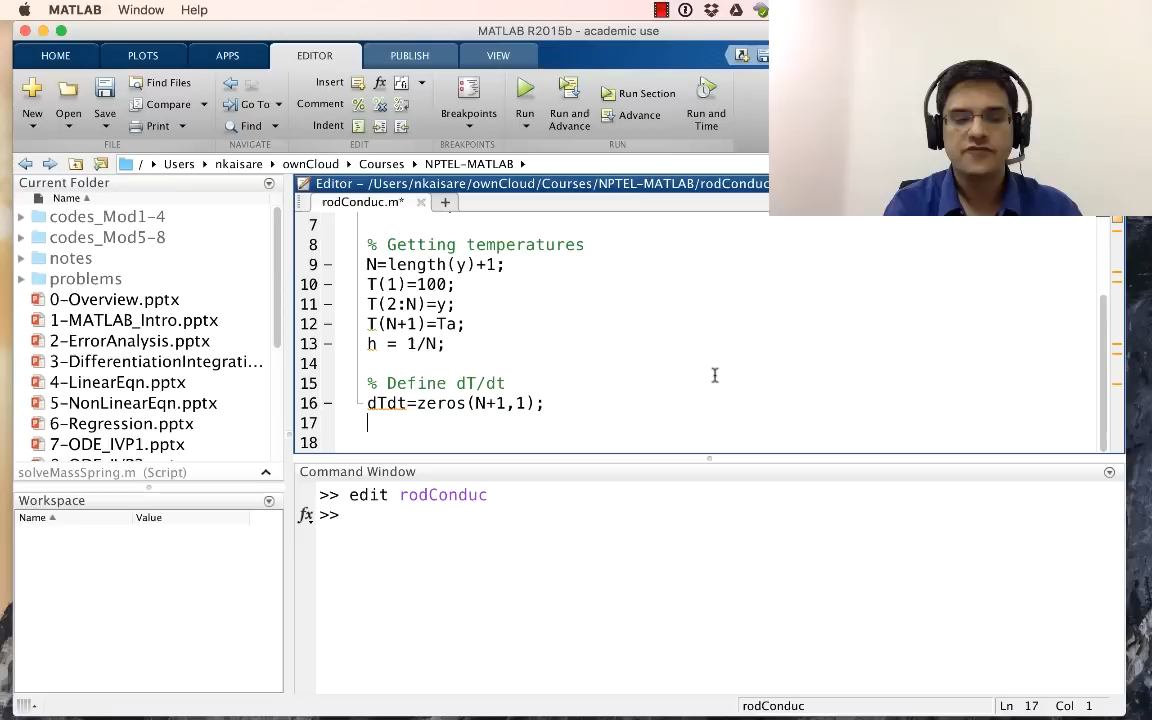 MATLAB Window Help
MATLAB R2015b - academic use
HOME PLOTS APPS EDITOR PUBLISH VIEW
New Open Save Find Files Compare Print
Go To Find
Insert fx Comment Indent
Breakpoints Run Run and Advance Run Section Advance Run and Time
FILE NAVIGATE EDIT BREAKPOINTS RUN
/ Users nkaisare ownCloud Courses NPTEL-MATLAB
Current Folder
Name
codes_Mod1-4
codes_Mod5-8
notes
problems
0-Overview.pptx
1-MATLAB_Intro.pptx
2-ErrorAnalysis.pptx
3-DifferentiationIntegrati...
4-LinearEqn.pptx
5-NonLinearEqn.pptx
6-Regression.pptx
7-ODE_IVP1.pptx
solveMassSpring.m (Script)
Workspace
Name Value
Editor – /Users/nkaisare/ownCloud/Courses/NPTEL-MATLAB/rodConduc
rodConduc.m*
7
8 % Getting temperatures
9 – N=length(y)+1;
10 – T(1)=100;
11 – T(2:N)=y;
12 – T(N+1)=Ta;
13 – h = 1/N;
14
15 % Define dT/dt
16 – dTdt=zeros(N+1,1);
17
18
Command Window
>> edit rodConduc
fx >>
rodConduc Ln 17 Col 1